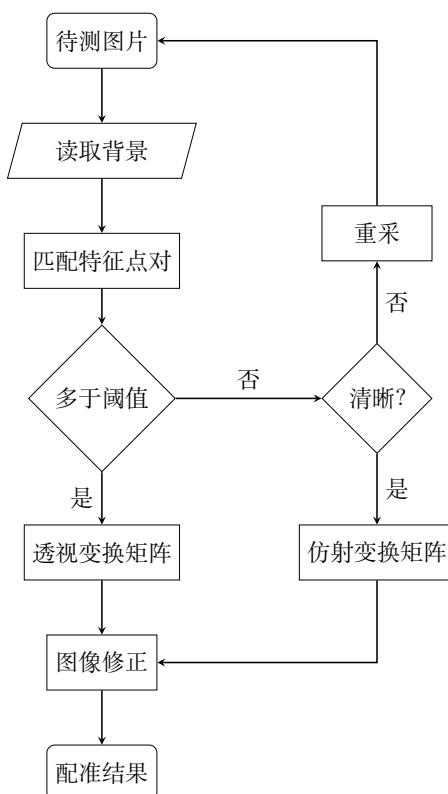 待测图片
读取背景
重采
匹配特征点对
否
否
多于阈值
清晰?
是
是
透视变换矩阵
仿射变换矩阵
图像修正
配准结果